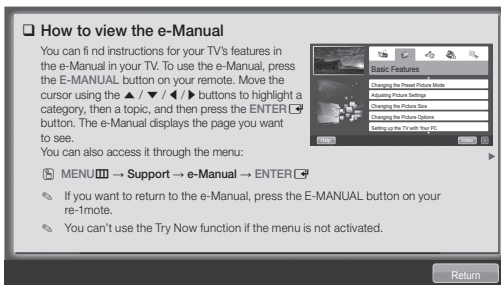 ❑ How to view the e-Manual
You can fi nd instructions for your TV's features in
the e-Manual in your TV. To use the e-Manual, press
the E-MANUAL button on your remote. Move the
cursor using the ▲ / ▼ / ◀ / ▶ buttons to highlight a
category, then a topic, and then press the ENTER
button. The e-Manual displays the page you want
to see.
You can also access it through the menu:
MENU → Support → e-Manual → ENTER
✎ If you want to return to the e-Manual, press the E-MANUAL button on your
re-1mote.
✎ You can't use the Try Now function if the menu is not activated.
Basic Features
Changing the Preset Picture Mode
Adjusting Picture Settings
Changing the Picture Size
Changing the Picture Options
Setting up the TV with Your PC
Help
Index
Return